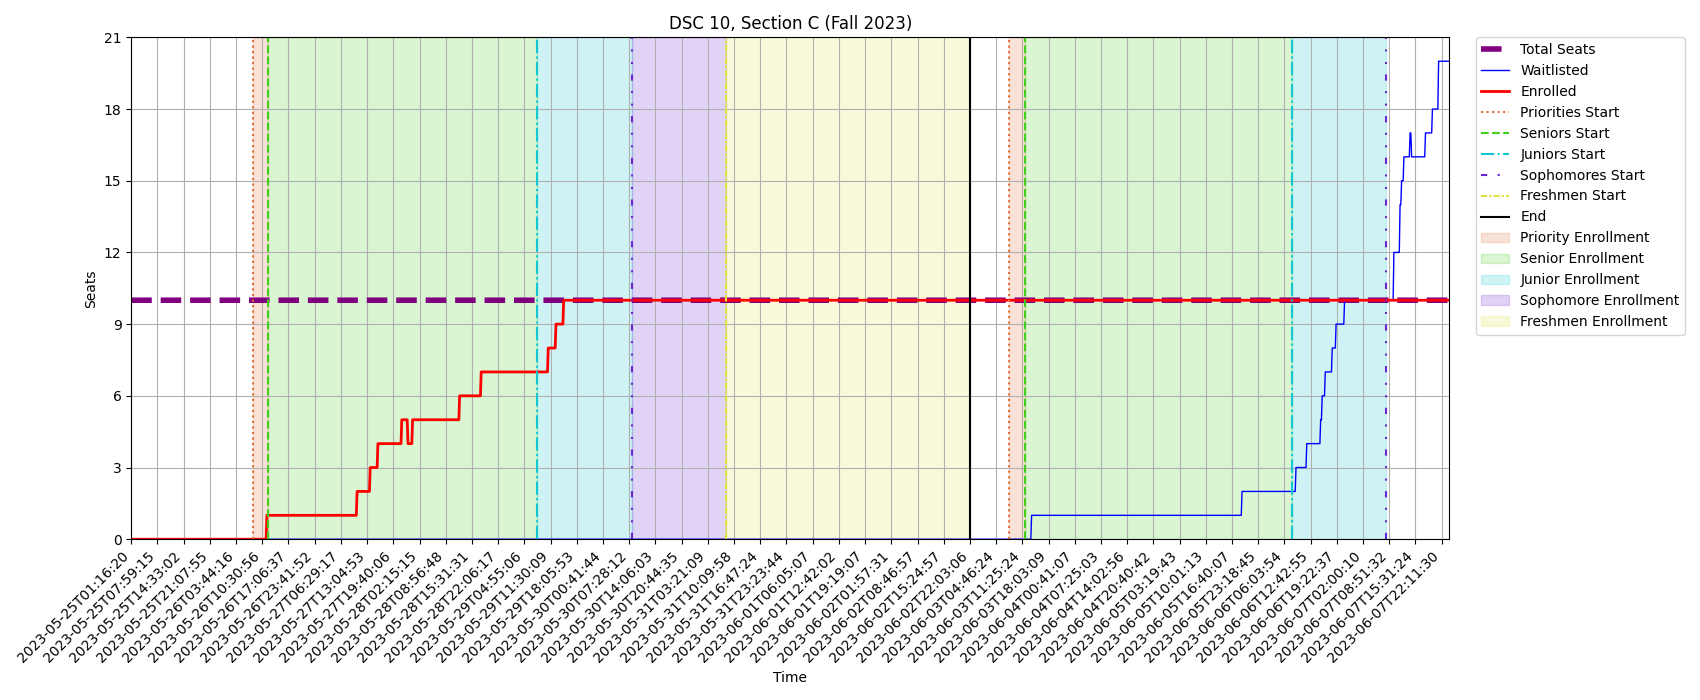 DSC 10, Section C (Fall 2023)
Seats
21
18
15
12
9
6
3
0
2023-05-25T01:16:20
2023-05-25T07:59:15
2023-05-25T14:33:02
2023-05-25T21:07:55
2023-05-26T03:44:16
2023-05-26T10:30:56
2023-05-26T17:06:37
2023-05-26T23:41:52
2023-05-27T06:29:17
2023-05-27T13:04:53
2023-05-27T19:40:06
2023-05-28T02:15:15
2023-05-28T08:56:48
2023-05-28T15:31:31
2023-05-28T22:06:17
2023-05-29T04:55:06
2023-05-29T11:30:09
2023-05-29T18:05:53
2023-05-30T00:41:44
2023-05-30T07:28:12
2023-05-30T14:06:03
2023-05-30T20:44:35
2023-05-31T03:21:09
2023-05-31T10:09:58
2023-05-31T16:47:24
2023-05-31T23:23:44
2023-06-01T06:05:07
2023-06-01T12:42:02
2023-06-01T19:19:07
2023-06-02T01:57:31
2023-06-02T08:46:57
2023-06-02T15:24:57
2023-06-02T22:03:06
2023-06-03T04:46:24
2023-06-03T11:25:24
2023-06-03T18:03:09
2023-06-04T00:41:07
2023-06-04T07:25:03
2023-06-04T14:02:56
2023-06-04T20:40:42
2023-06-05T03:19:43
2023-06-05T10:01:13
2023-06-05T16:40:07
2023-06-05T23:18:45
2023-06-06T06:03:54
2023-06-06T12:42:55
2023-06-06T19:22:37
2023-06-07T02:00:10
2023-06-07T08:51:32
2023-06-07T15:31:24
2023-06-07T22:11:30
Time
Total Seats
Waitlisted
Enrolled
Priorities Start
Seniors Start
Juniors Start
Sophomores Start
Freshmen Start
End
Priority Enrollment
Senior Enrollment
Junior Enrollment
Sophomore Enrollment
Freshmen Enrollment